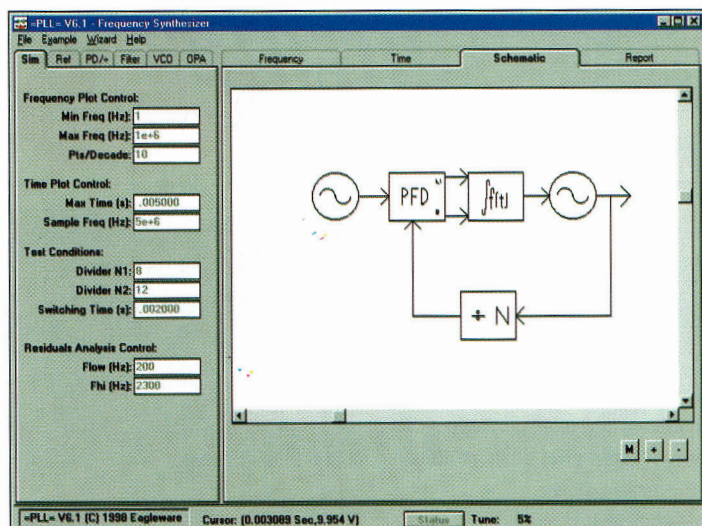 =PLL= V6.1 - Frequency Synthesizer
File Example Wizard Help
Sim Ref PD/÷ Filter VCO OPA
Frequency Time Schematic Report
Frequency Plot Control:
Min Freq (Hz): 1
Max Freq (Hz): 1e+6
Pts/Decade: 10
Time Plot Control:
Max Time (s): .005000
Sample Freq (Hz): 5e+6
Test Conditions:
Divider N1: 8
Divider N2: 12
Switching Time (s): .002000
Residuals Analysis Control:
Flow (Hz): 200
Fhi (Hz): 2300
PFD
∫f(t)
÷ N
M + -
=PLL= V6.1 (C) 1998 Eagleware Cursor: (0.003089 Sec,9.954 V) Status Tune: 5%